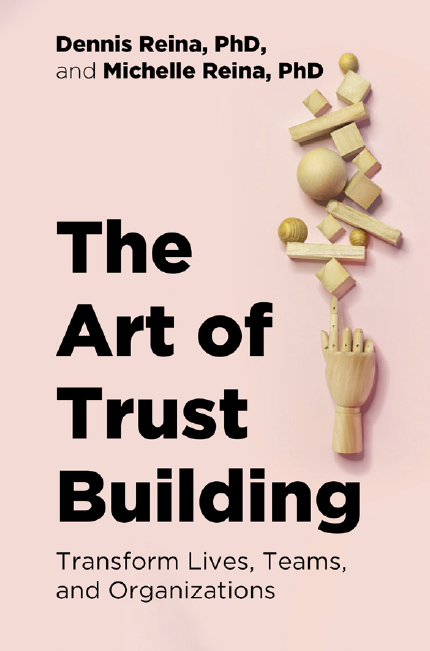 Dennis Reina, PhD,
and Michelle Reina, PhD
The
Art of
Trust
Building
Transform Lives, Teams,
and Organizations